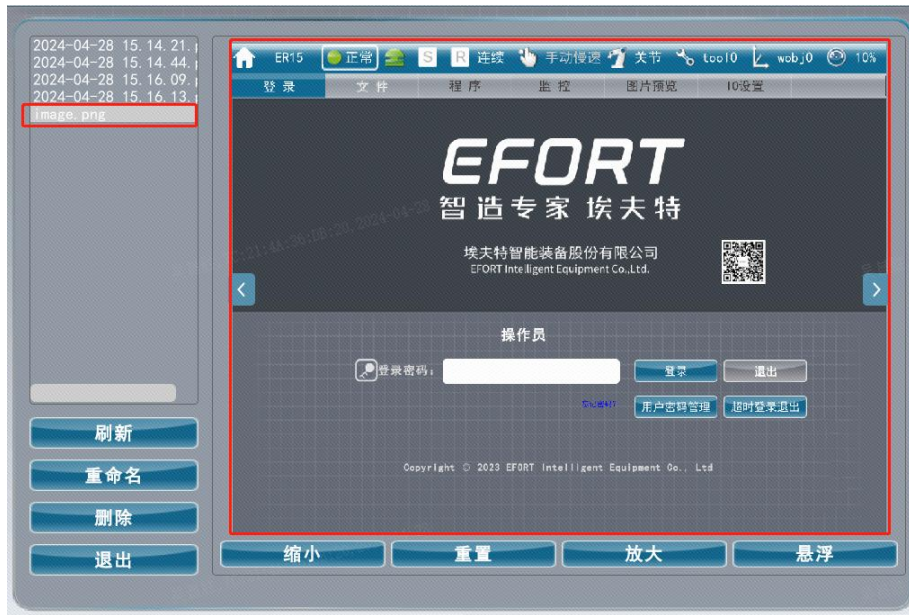 2024-04-28 15.14.21.
2024-04-28 15.14.44.
2024-04-28 15.16.09.
2024-04-28 15.16.13.
image.png
刷新
重命名
删除
退出
ER15 正常 S R 连续 手动慢速 关节 tool0 wobj0 10%
登录 文件 程序 监控 图片预览 IO设置
EFORT
智造专家 埃夫特
埃夫特智能装备股份有限公司
EFORT Intelligent Equipment Co.,Ltd.
操作员
登录密码: 登录 退出
忘记密码? 用户密码管理 超时登录退出
Copyright © 2023 EFORT Intelligent Equipment Co., Ltd
缩小 重置 放大 悬浮